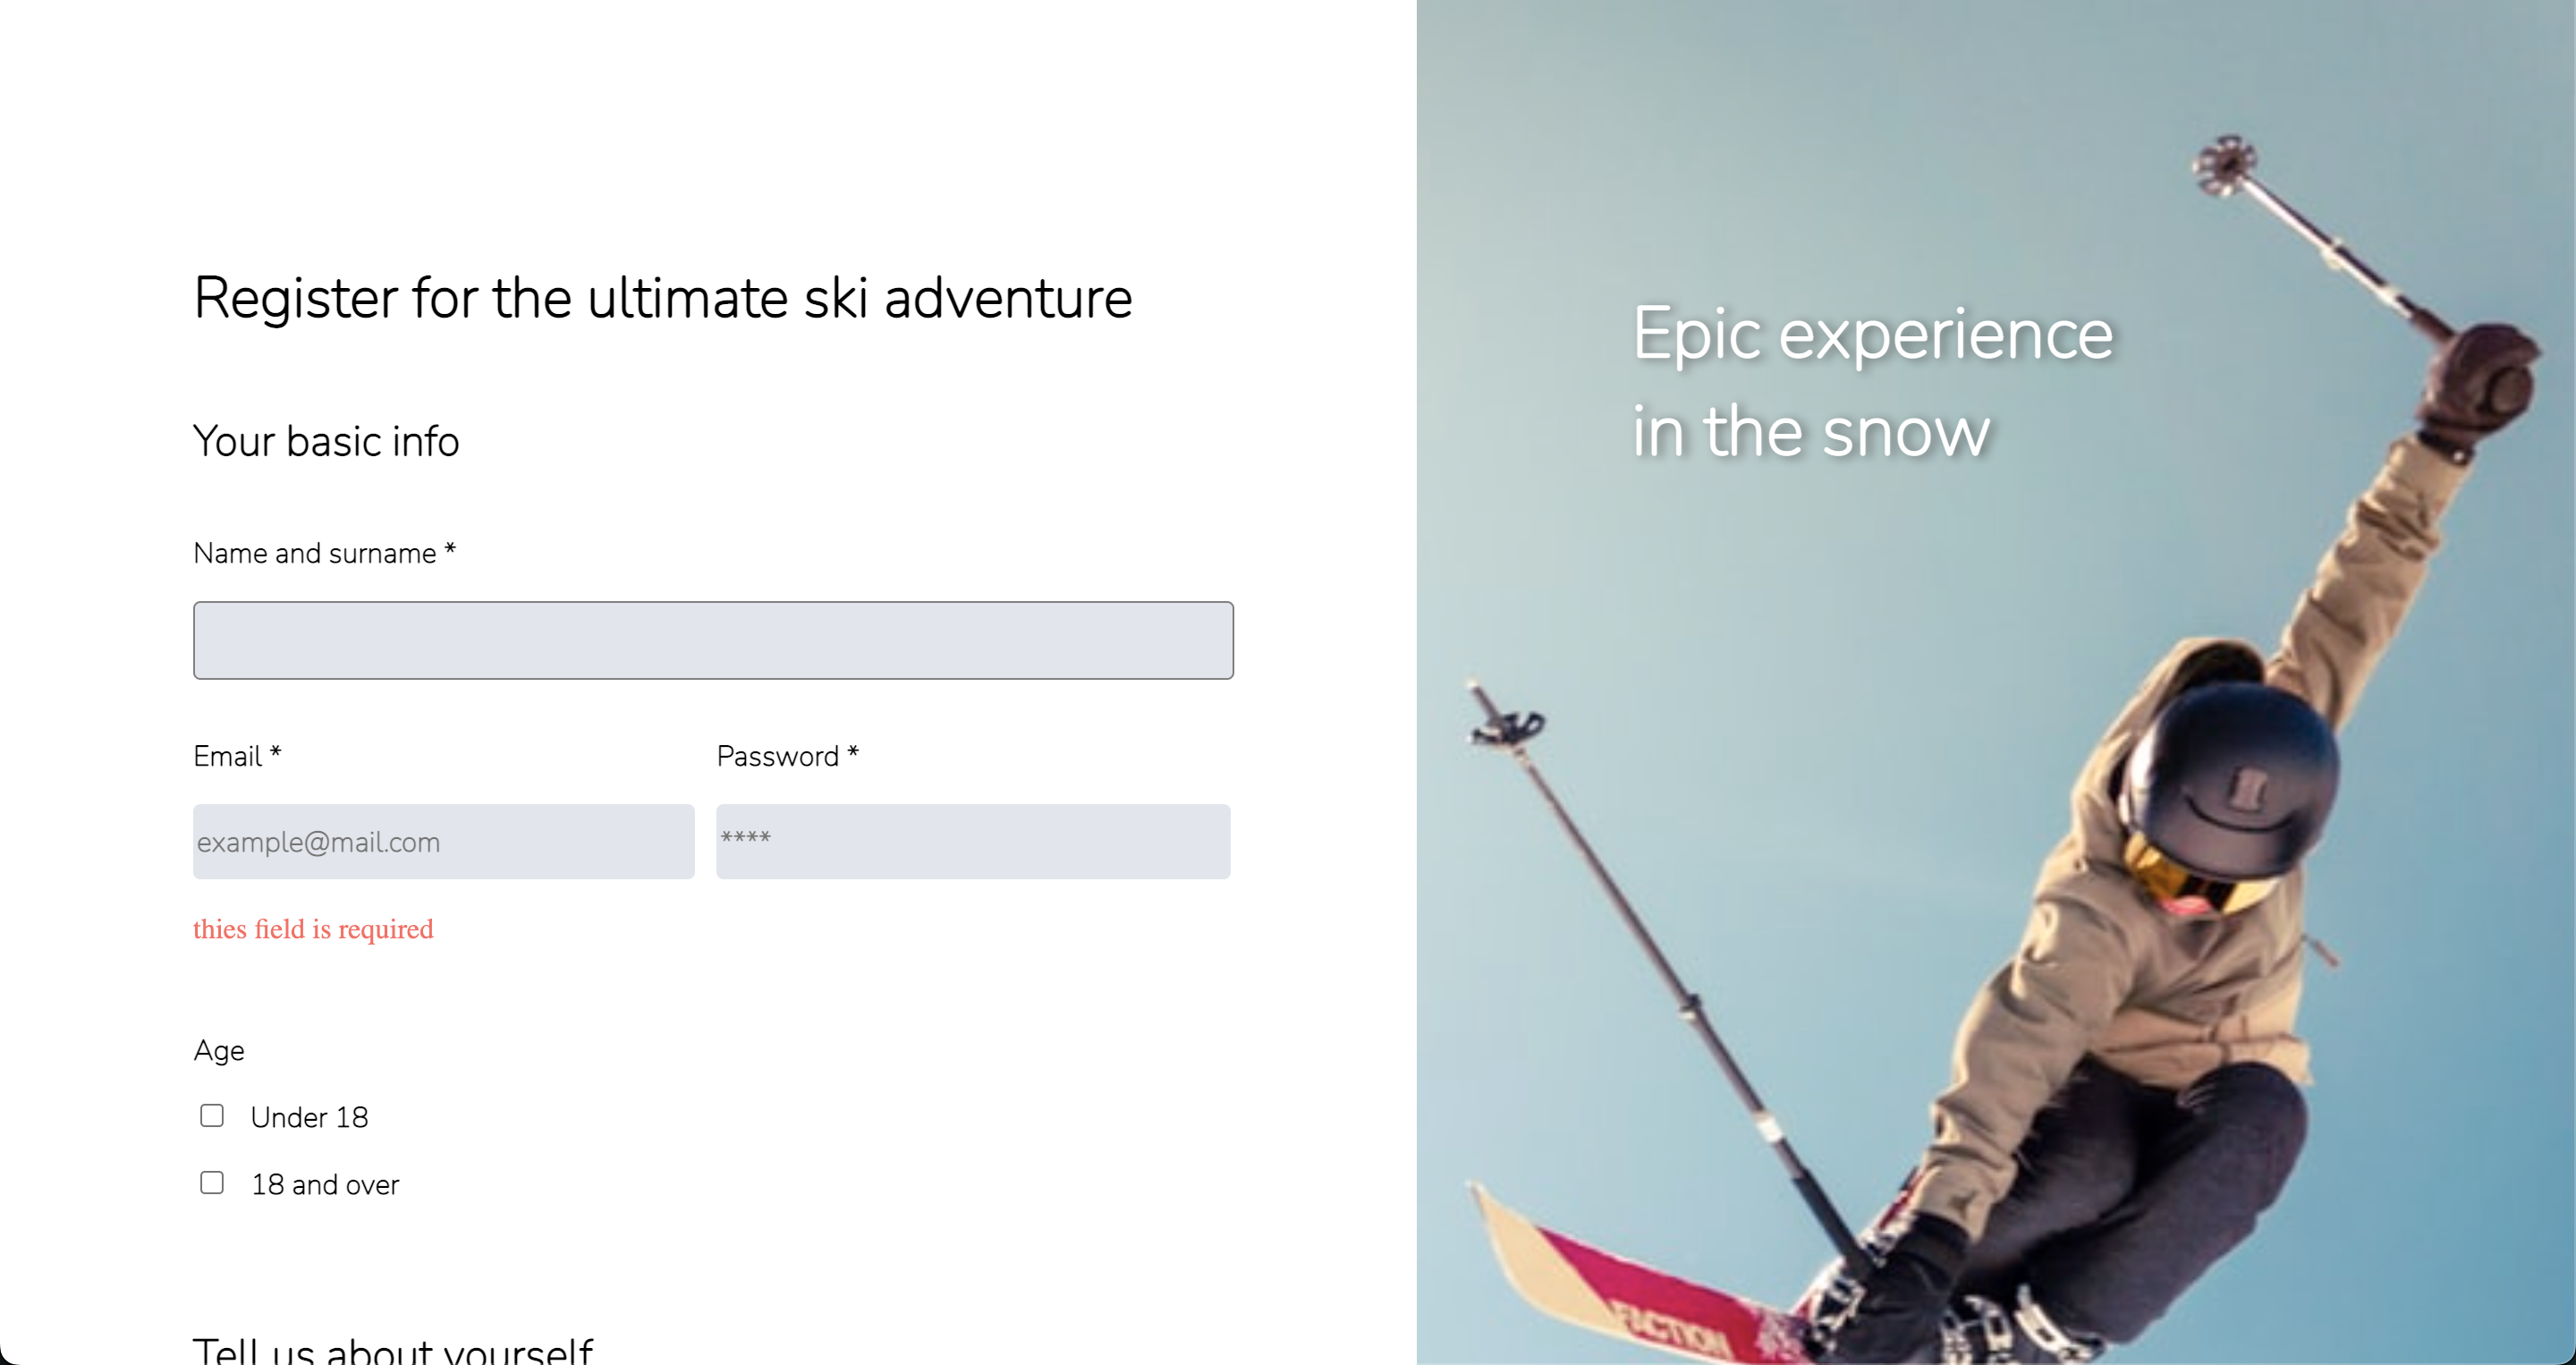 Register for the ultimate ski adventure
Your basic info
Name and surname *
Email *
Password *
example@mail.com
****
thies field is required
Age
Under 18
18 and over
Tell us about yourself
Epic experience
in the snow
FACTION